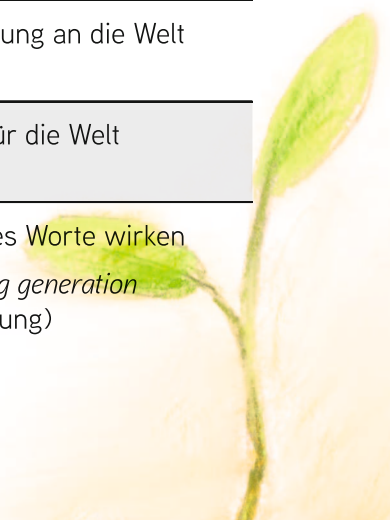 ung an die Welt
ür die Welt
es Worte wirken
g generation
ung)